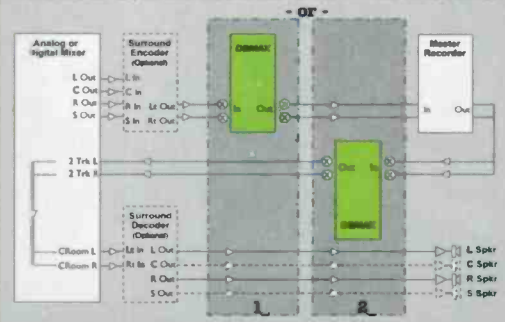 - or -
Analog or
Digital Mixer
Surround
Encoder
(Optional)
DBMAX
Master
Recorder
L Out
L In
C Out
C In
R Out
R In
Lt Out
S Out
S In
Rt Out
In
Out
In
Out
2 Trk L
2 Trk R
Out
In
DBMAX
Surround
Decoder
(Optional)
CRoom L
Lt In
L Out
L Spkr
CRoom R
Rt In
C Out
C Spkr
R Out
R Spkr
S Out
S Spkr
1
2